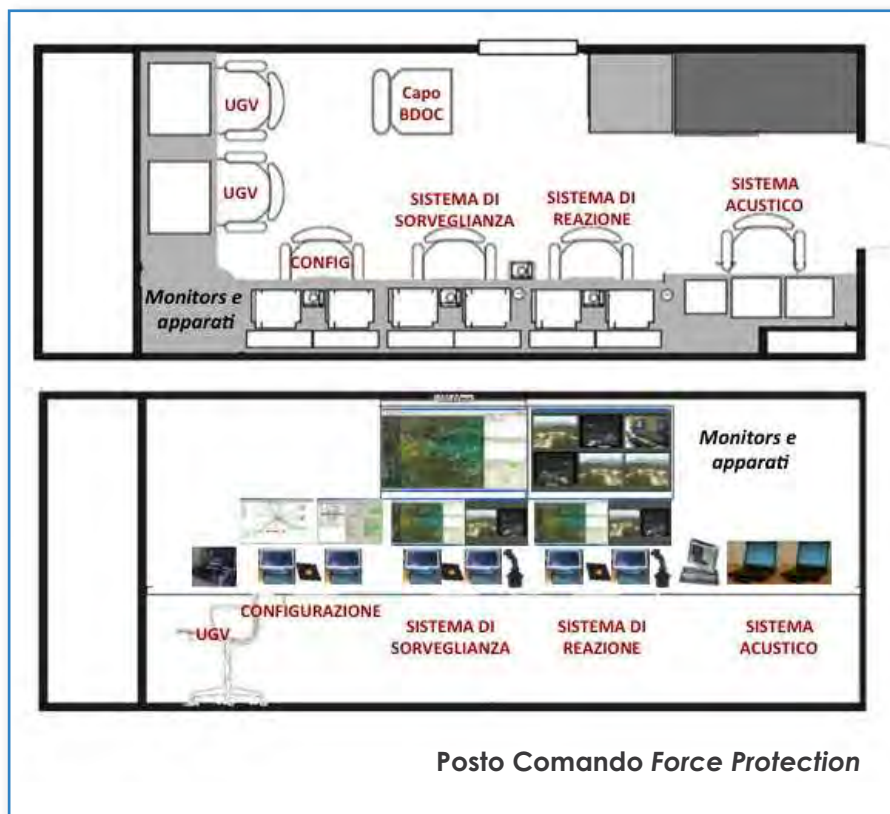 UGV
Capo
BDOC
UGV
SISTEMA DI
SORVEGLIANZA
SISTEMA DI
REAZIONE
SISTEMA
ACUSTICO
CONFIG
Monitors e
apparati
Monitors e
apparati
CONFIGURAZIONE
UGV
SISTEMA DI
SORVEGLIANZA
SISTEMA DI
REAZIONE
SISTEMA
ACUSTICO
Posto Comando Force Protection